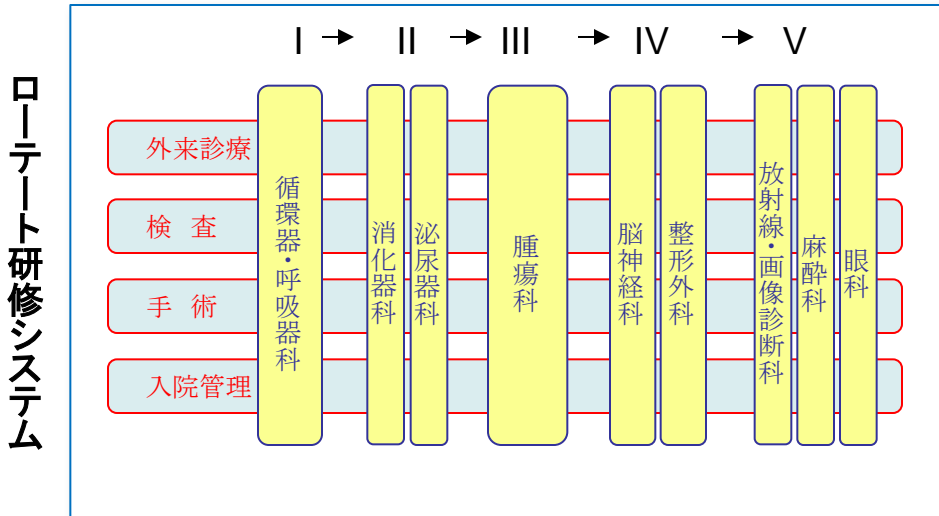 ローテート研修システム
I → II → III → IV → V
外来診療
検 査
手 術
入院管理
循環器・呼吸器科
消化器科
泌尿器科
腫瘍科
脳神経科
整形外科
放射線・画像診断科
麻酔科
眼科